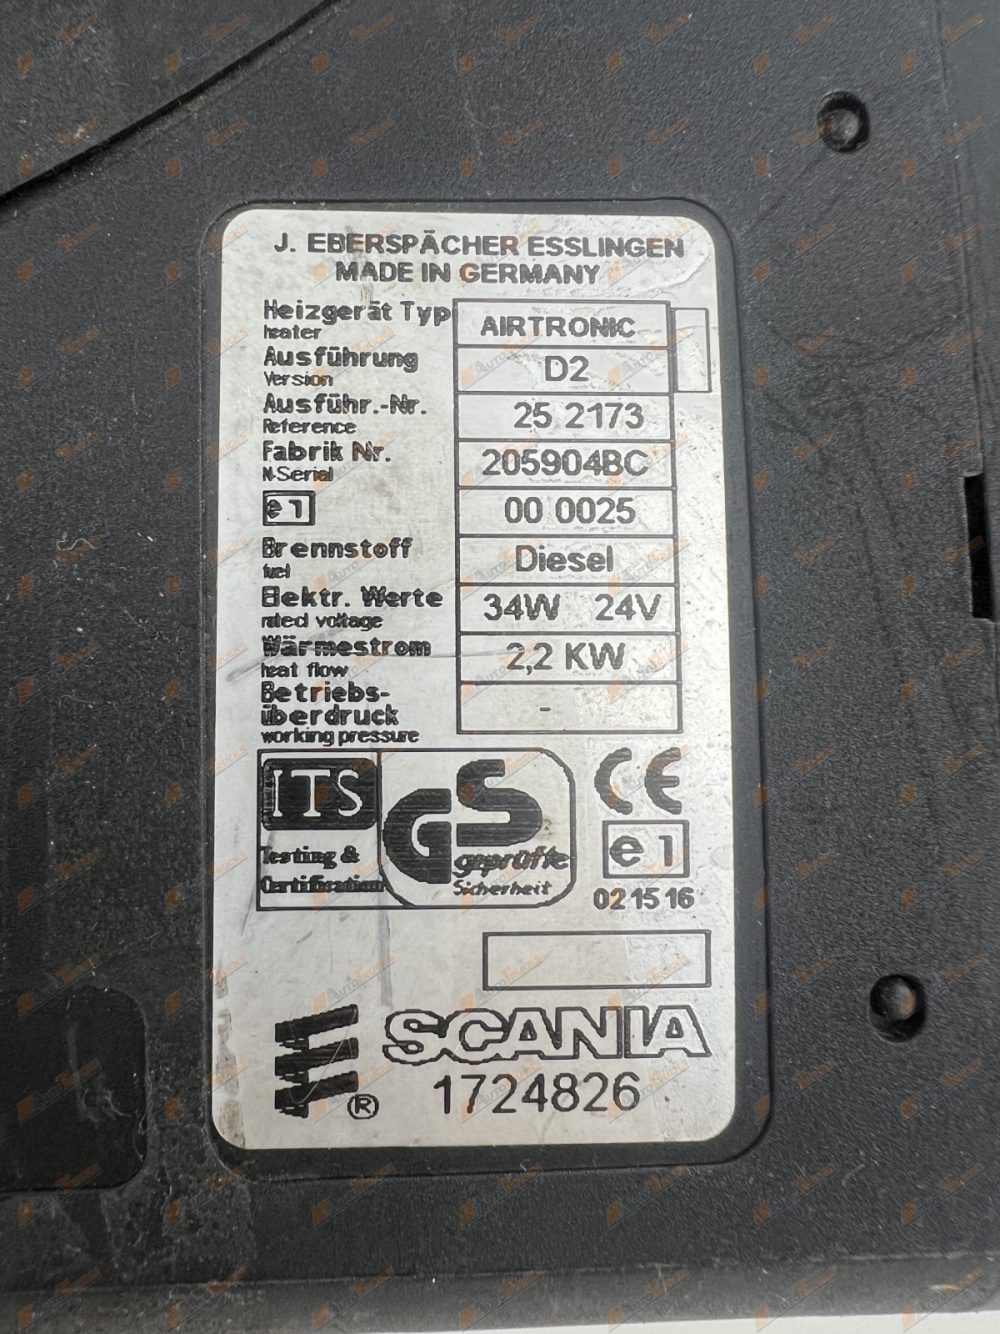 J. EBERSPÄCHER ESSLINGEN
MADE IN GERMANY
Heizgerät Typ AIRTRONIC
heater
Ausführung D2
Version
Ausführ.-Nr. 25 2173
Reference
Fabrik Nr. 205904BC
N-Serial
e1 00 0025
Brennstoff Diesel
fuel
Elektr. Werte 34W 24V
rated voltage
Wärmestrom 2,2 KW
heat flow
Betriebs-
überdruck -
working pressure
ITS
Testing &
Certification
GS
geprüfte
Sicherheit
CE
e1
02 15 16
E® SCANIA
1724826